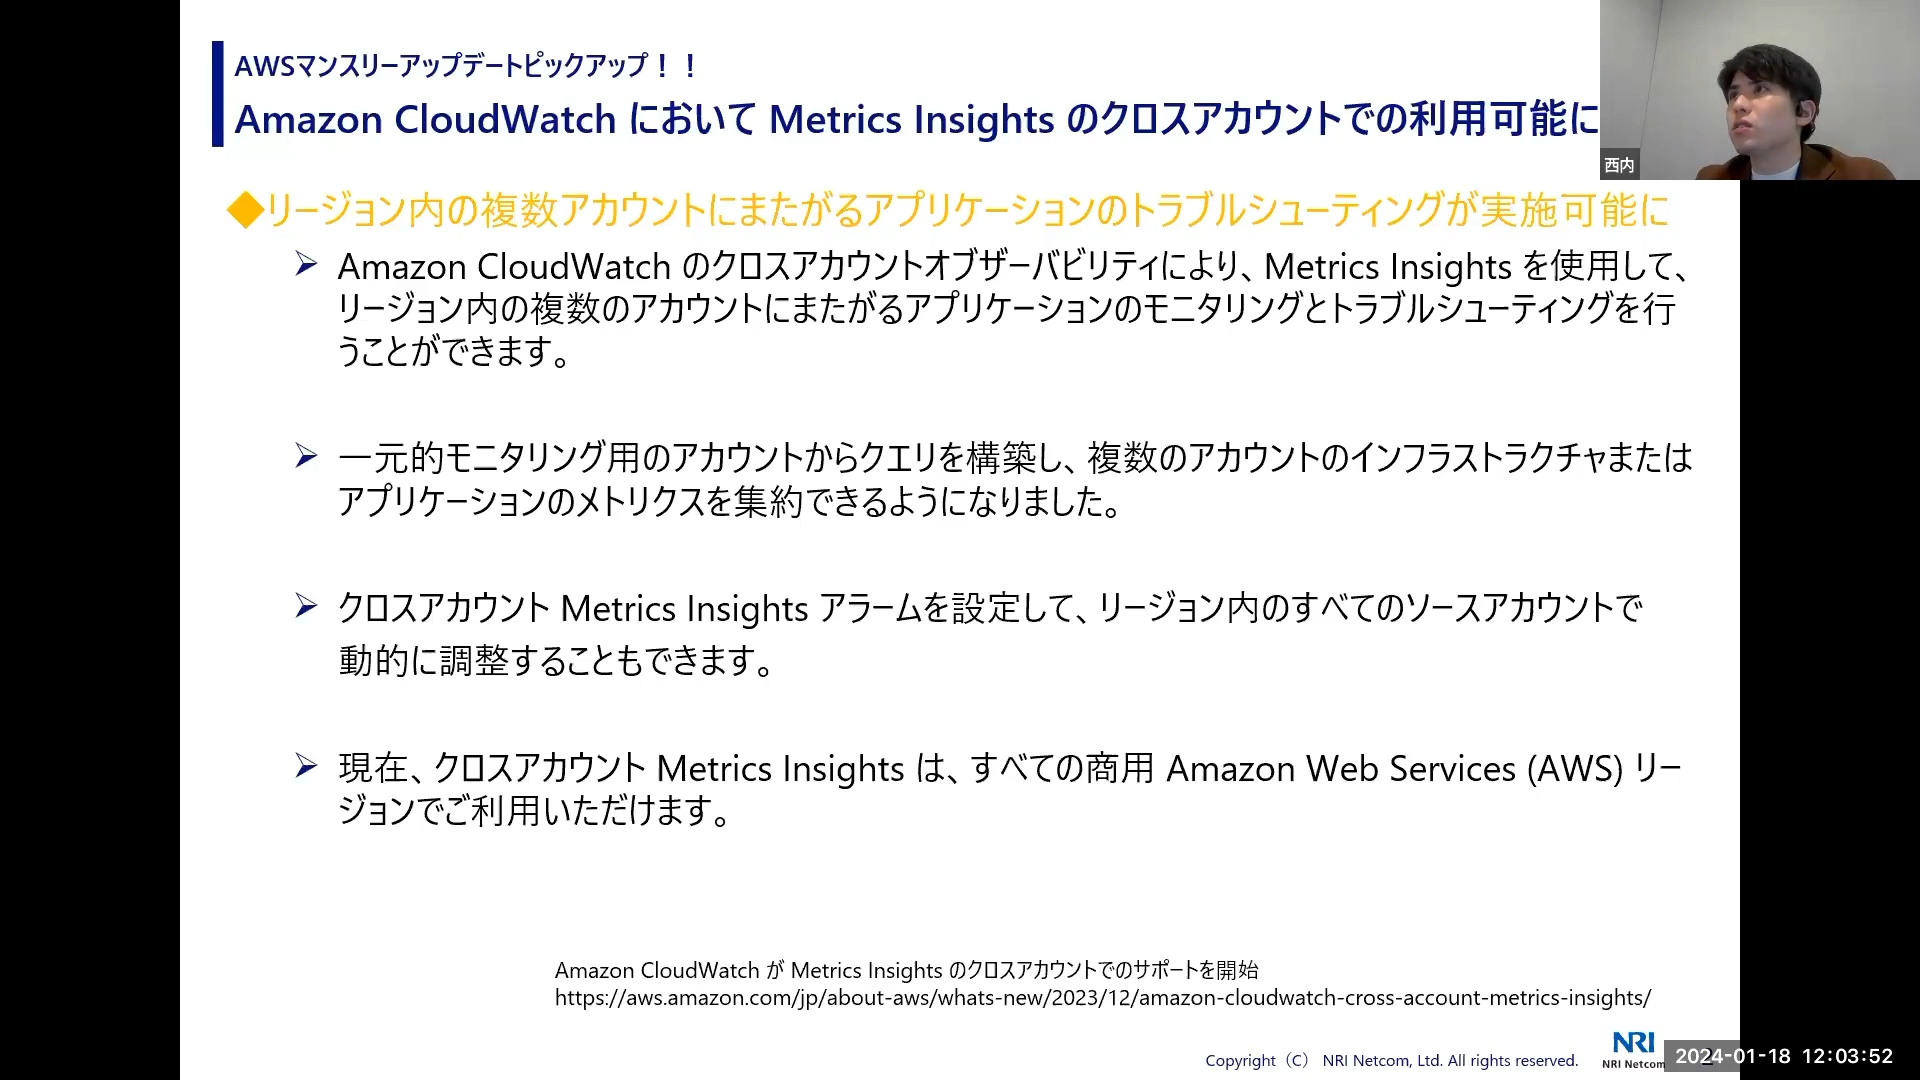 AWSマンスリーアップデートピックアップ！！
Amazon CloudWatch において Metrics Insights のクロスアカウントでの利用可能に
西内
◆リージョン内の複数アカウントにまたがるアプリケーションのトラブルシューティングが実施可能に
➢ Amazon CloudWatch のクロスアカウントオブザーバビリティにより、Metrics Insights を使用して、
リージョン内の複数のアカウントにまたがるアプリケーションのモニタリングとトラブルシューティングを行
うことができます。
➢ 一元的モニタリング用のアカウントからクエリを構築し、複数のアカウントのインフラストラクチャまたは
アプリケーションのメトリクスを集約できるようになりました。
➢ クロスアカウント Metrics Insights アラームを設定して、リージョン内のすべてのソースアカウントで
動的に調整することもできます。
➢ 現在、クロスアカウント Metrics Insights は、すべての商用 Amazon Web Services (AWS) リー
ジョンでご利用いただけます。
Amazon CloudWatch が Metrics Insights のクロスアカウントでのサポートを開始
https://aws.amazon.com/jp/about-aws/whats-new/2023/12/amazon-cloudwatch-cross-account-metrics-insights/
Copyright（C） NRI Netcom, Ltd. All rights reserved.
NRI
NRI Netcom
2024-01-18 12:03:52